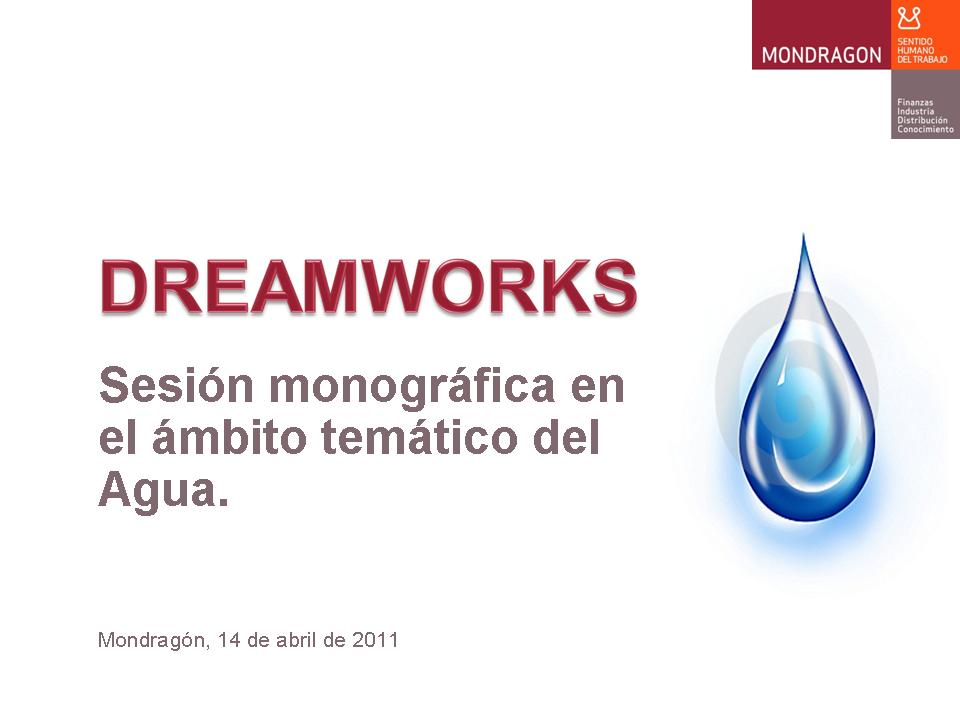 MONDRAGON
SENTIDO
HUMANO
DEL TRABAJO
Finanzas
Industria
Distribución
Conocimiento
DREAMWORKS
Sesión monográfica en
el ámbito temático del
Agua.
Mondragón, 14 de abril de 2011